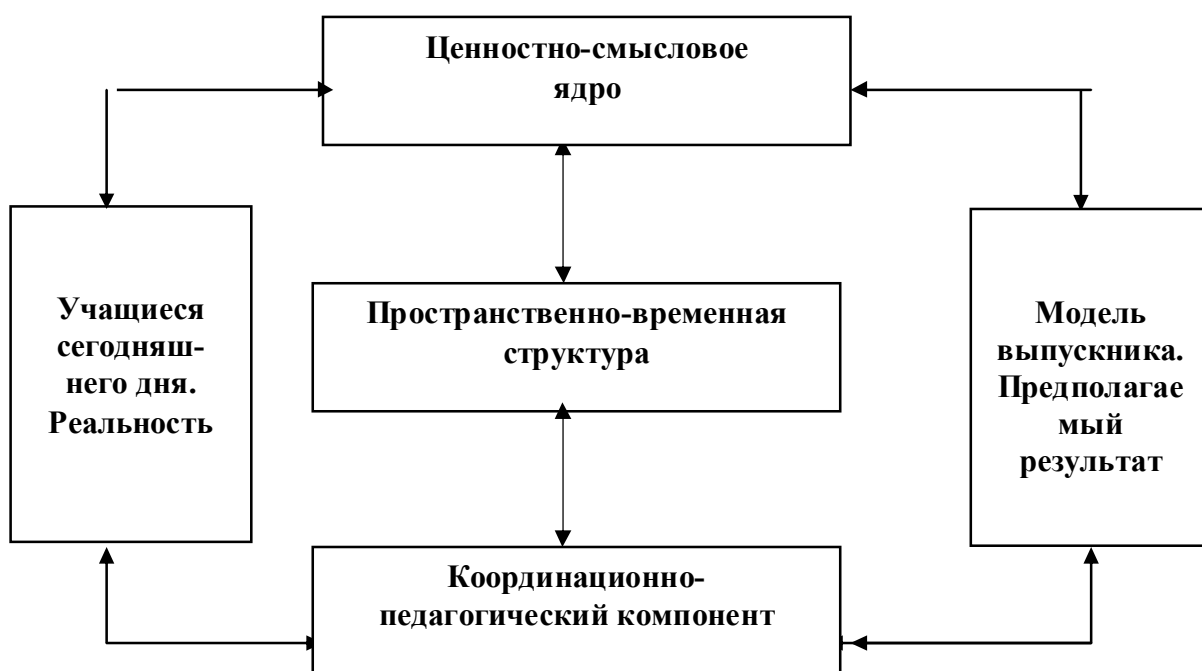 Ценностно-смысловое
ядро
Учащиеся
сегодняш-
него дня.
Реальность
Пространственно-временная
структура
Модель
выпускника.
Предполагае
мый
результат
Координационно-
педагогический компонент